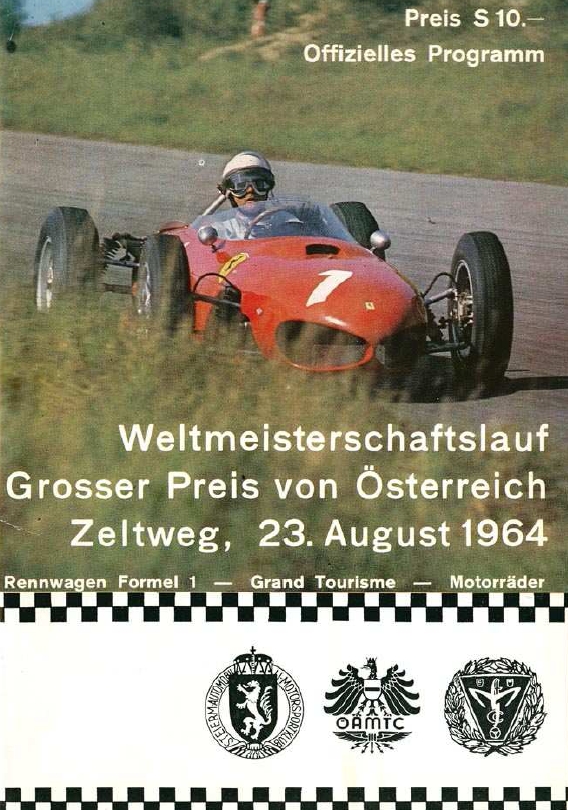 Preis S 10.—
Offizielles Programm
7
Weltmeisterschaftslauf
Grosser Preis von Österreich
Zeltweg, 23. August 1964
Rennwagen Formel 1 — Grand Tourisme — Motorräder
ÖAMTC